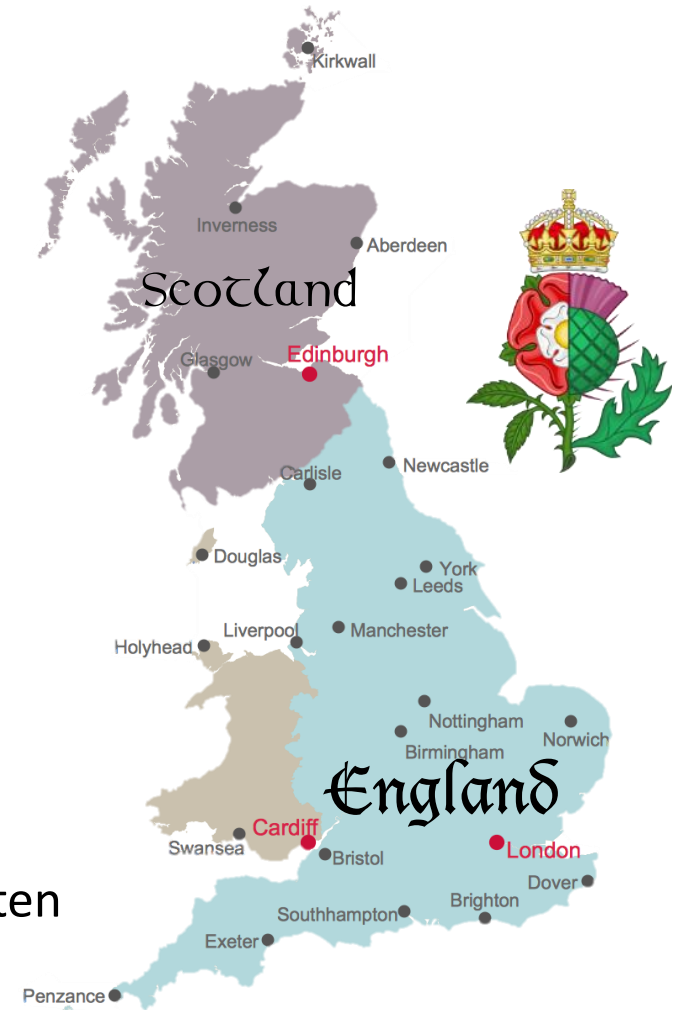 Kirkwall
Inverness
Aberdeen
Scotland
Edinburgh
Glasgow
Newcastle
Carlisle
Douglas
York
Leeds
Liverpool
Manchester
Holyhead
Nottingham
Norwich
Birmingham
England
Cardiff
Swansea
Bristol
London
Dover
ten
Brighton
Southhampton
Exeter
Penzance